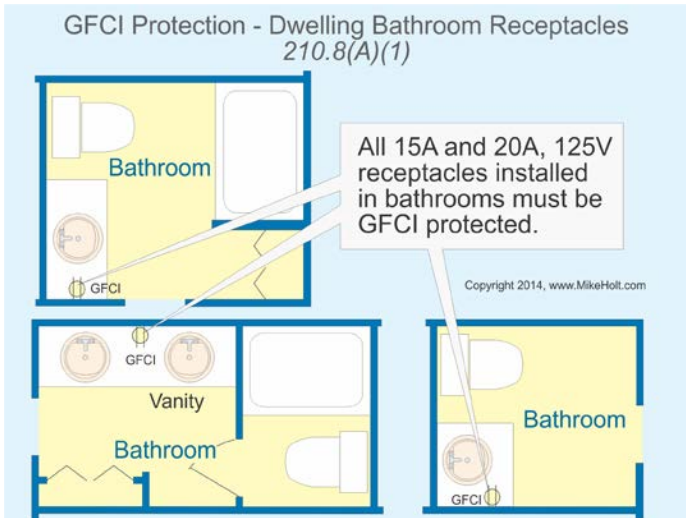 GFCI Protection - Dwelling Bathroom Receptacles
210.8(A)(1)
Bathroom
GFCI
All 15A and 20A, 125V
receptacles installed
in bathrooms must be
GFCI protected.
Copyright 2014, www.MikeHolt.com
GFCI
Vanity
Bathroom
Bathroom
GFCI